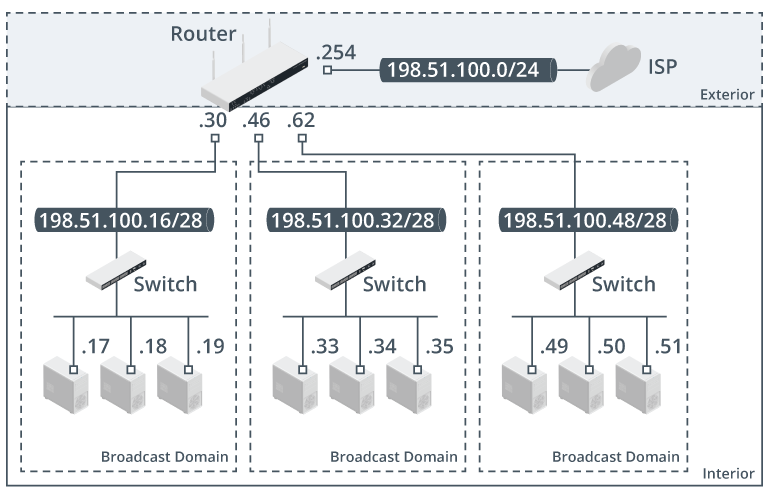 Router
.254
198.51.100.0/24
ISP
Exterior
.30 .46 .62
198.51.100.16/28
198.51.100.32/28
198.51.100.48/28
Switch
Switch
Switch
.17 .18 .19
.33 .34 .35
.49 .50 .51
Broadcast Domain
Broadcast Domain
Broadcast Domain
Interior